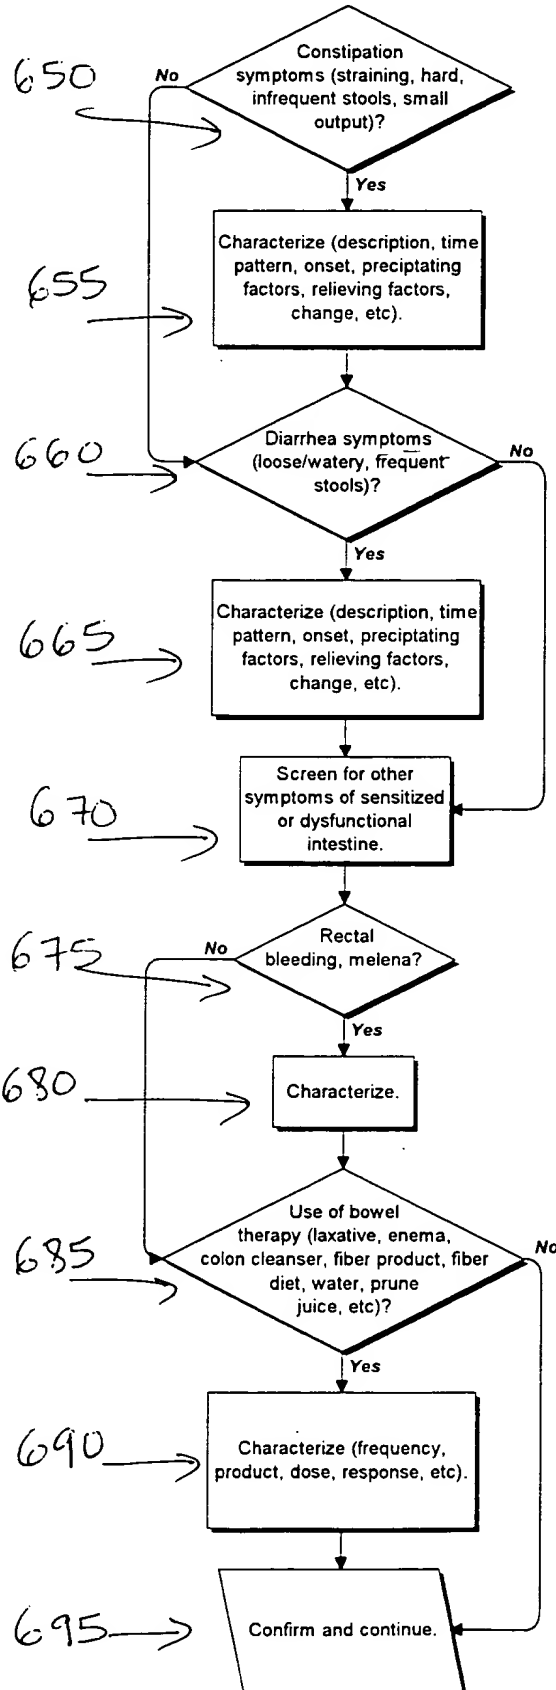 Constipation
symptoms (straining, hard,
infrequent stools, small
output)?
650
No
Yes
Characterize (description, time
pattern, onset, preciptating
factors, relieving factors,
change, etc).
655
Diarrhea symptoms
(loose/watery, frequent
stools)?
660
No
Yes
Characterize (description, time
pattern, onset, preciptating
factors, relieving factors,
change, etc).
665
Screen for other
symptoms of sensitized
or dysfunctional
intestine.
670
Rectal
bleeding, melena?
675
No
Yes
Characterize.
680
Use of bowel
therapy (laxative, enema,
colon cleanser, fiber product, fiber
diet, water, prune
juice, etc)?
685
No
Yes
Characterize (frequency,
product, dose, response, etc).
690
Confirm and continue.
695